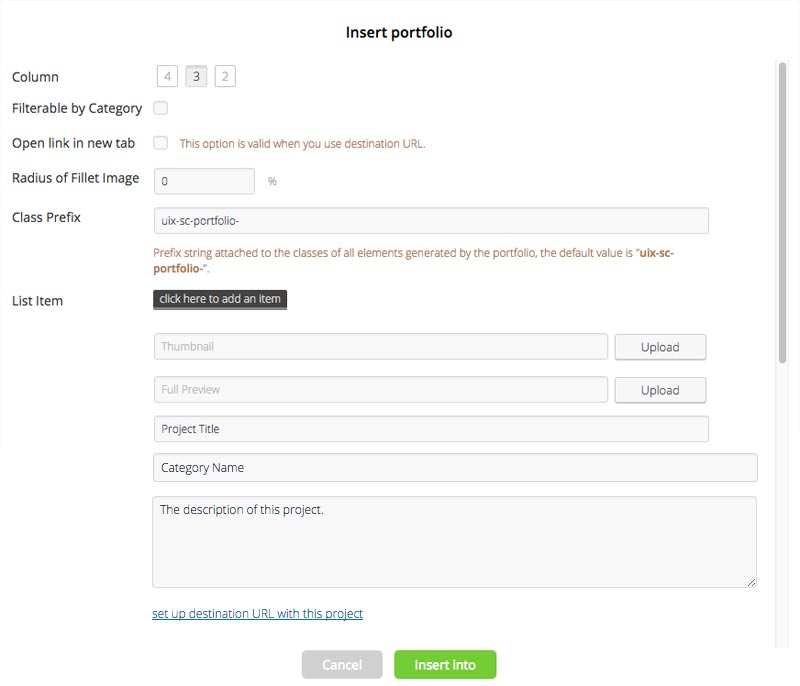 Insert portfolio
Column 4 3 2
Filterable by Category
Open link in new tab This option is valid when you use destination URL.
Radius of Fillet Image 0 %
Class Prefix uix-sc-portfolio-
Prefix string attached to the classes of all elements generated by the portfolio, the default value is "uix-sc-
portfolio-".
List Item click here to add an item
Thumbnail Upload
Full Preview Upload
Project Title
Category Name
The description of this project.
set up destination URL with this project
Cancel Insert into